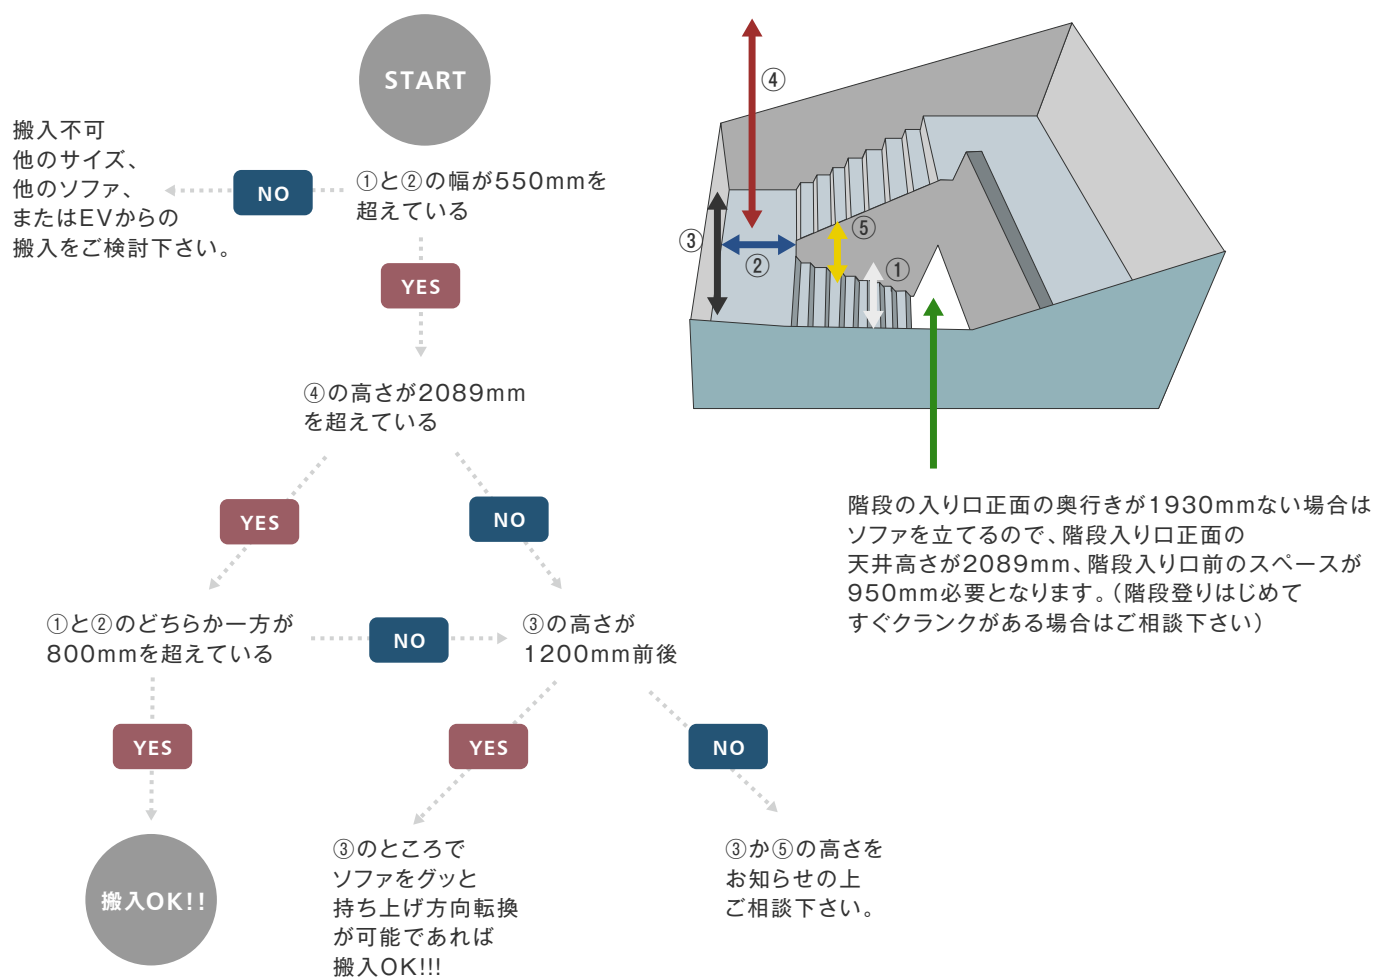 START
搬入不可
他のサイズ、
他のソファ、
またはEVからの
搬入をご検討下さい。
NO
①と②の幅が550mmを
超えている
YES
④の高さが2089mm
を超えている
YES
NO
①と②のどちらか一方が
800mmを超えている
NO
③の高さが
1200mm前後
YES
YES
NO
搬入OK!!
③のところで
ソファをグッと
持ち上げ方向転換
が可能であれば
搬入OK!!!
③か⑤の高さを
お知らせの上
ご相談下さい。
④
③
②
⑤
①
階段の入り口正面の奥行きが1930mmない場合は
ソファを立てるので、階段入り口正面の
天井高さが2089mm、階段入り口前のスペースが
950mm必要となります。（階段登りはじめて
すぐクランクがある場合はご相談下さい）